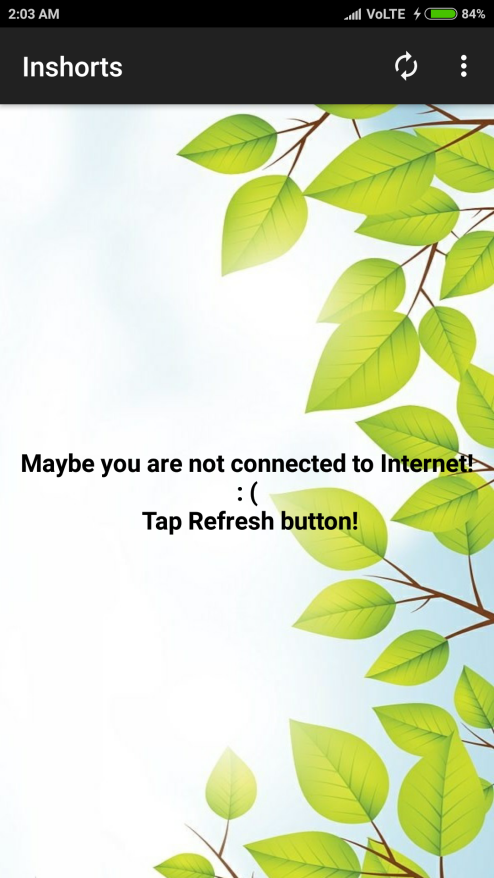 2:03 AM VoLTE 84%
Inshorts
Maybe you are not connected to Internet!
: (
Tap Refresh button!